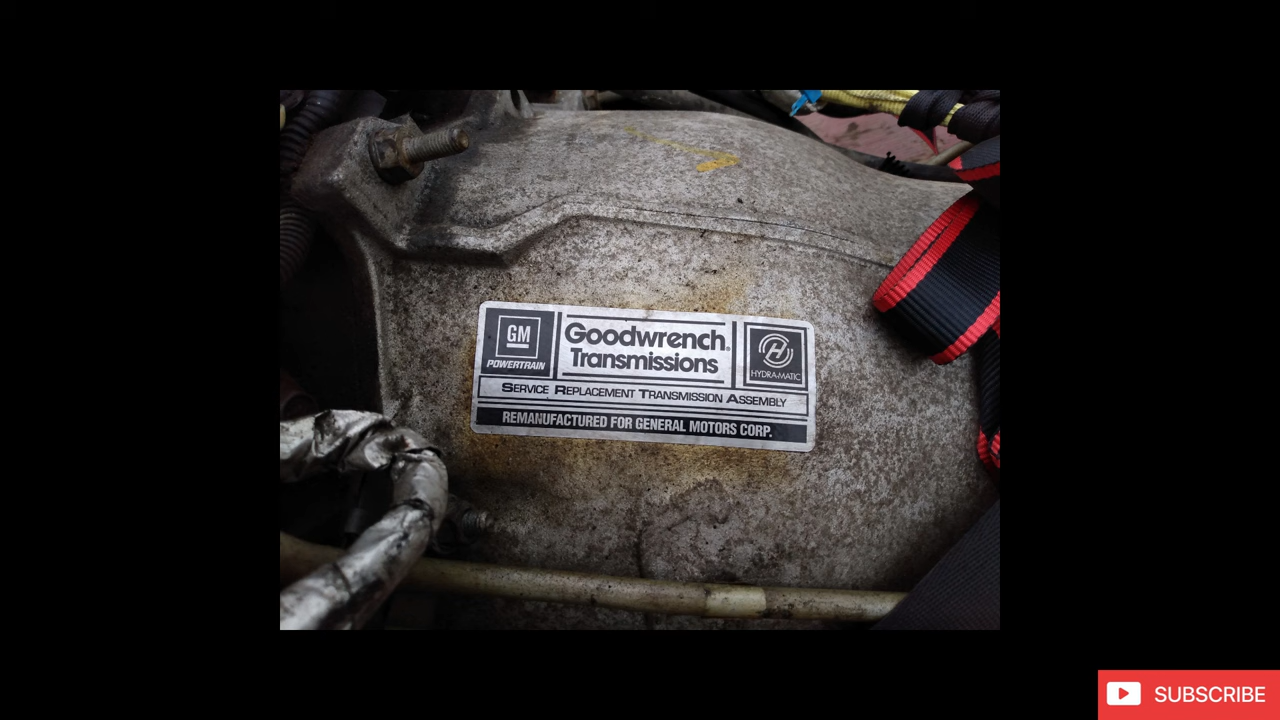 GM
POWERTRAIN
Goodwrench®
Transmissions
HYDRA-MATIC
SERVICE REPLACEMENT TRANSMISSION ASSEMBLY
REMANUFACTURED FOR GENERAL MOTORS CORP.
SUBSCRIBE